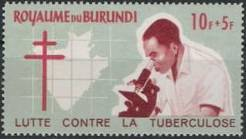 ROYAUME DU BURUNDI
10F+5F
LUTTE CONTRE LA TUBERCULOSE